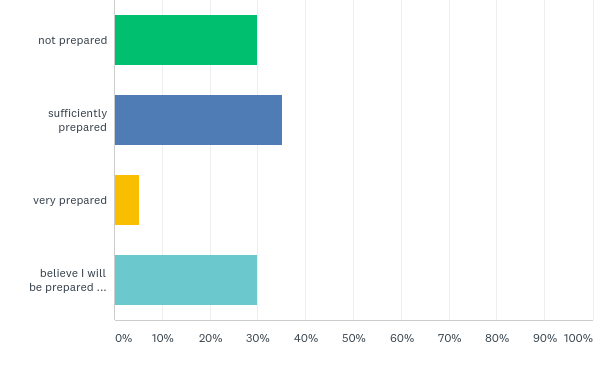 not prepared
sufficiently
prepared
very prepared
believe I will
be prepared ...
0% 10% 20% 30% 40% 50% 60% 70% 80% 90% 100%